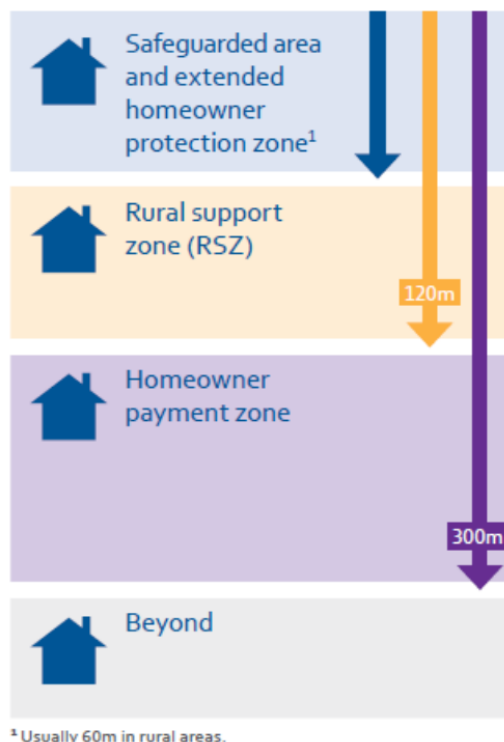 Safeguarded area
and extended
homeowner
protection zone¹
Rural support
zone (RSZ)
120m
Homeowner
payment zone
300m
Beyond
¹ Usually 60m in rural areas.